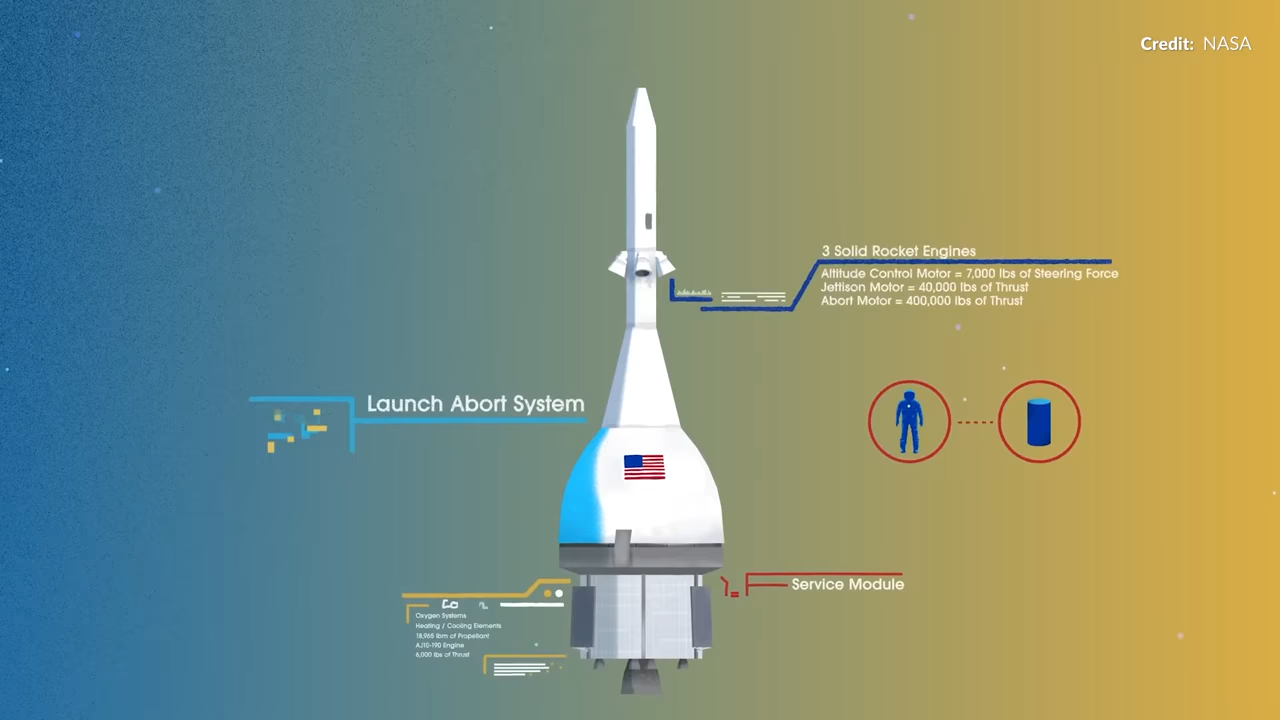 Credit: NASA
3 Solid Rocket Engines
Altitude Control Motor = 7,000 lbs of Steering Force
Jettison Motor = 40,000 lbs of Thrust
Abort Motor = 400,000 lbs of Thrust
Launch Abort System
Service Module
Oxygen Systems
Heating / Cooling Elements
18,965 lbm of Propellant
AJ10-190 Engine
6,000 lbs of Thrust